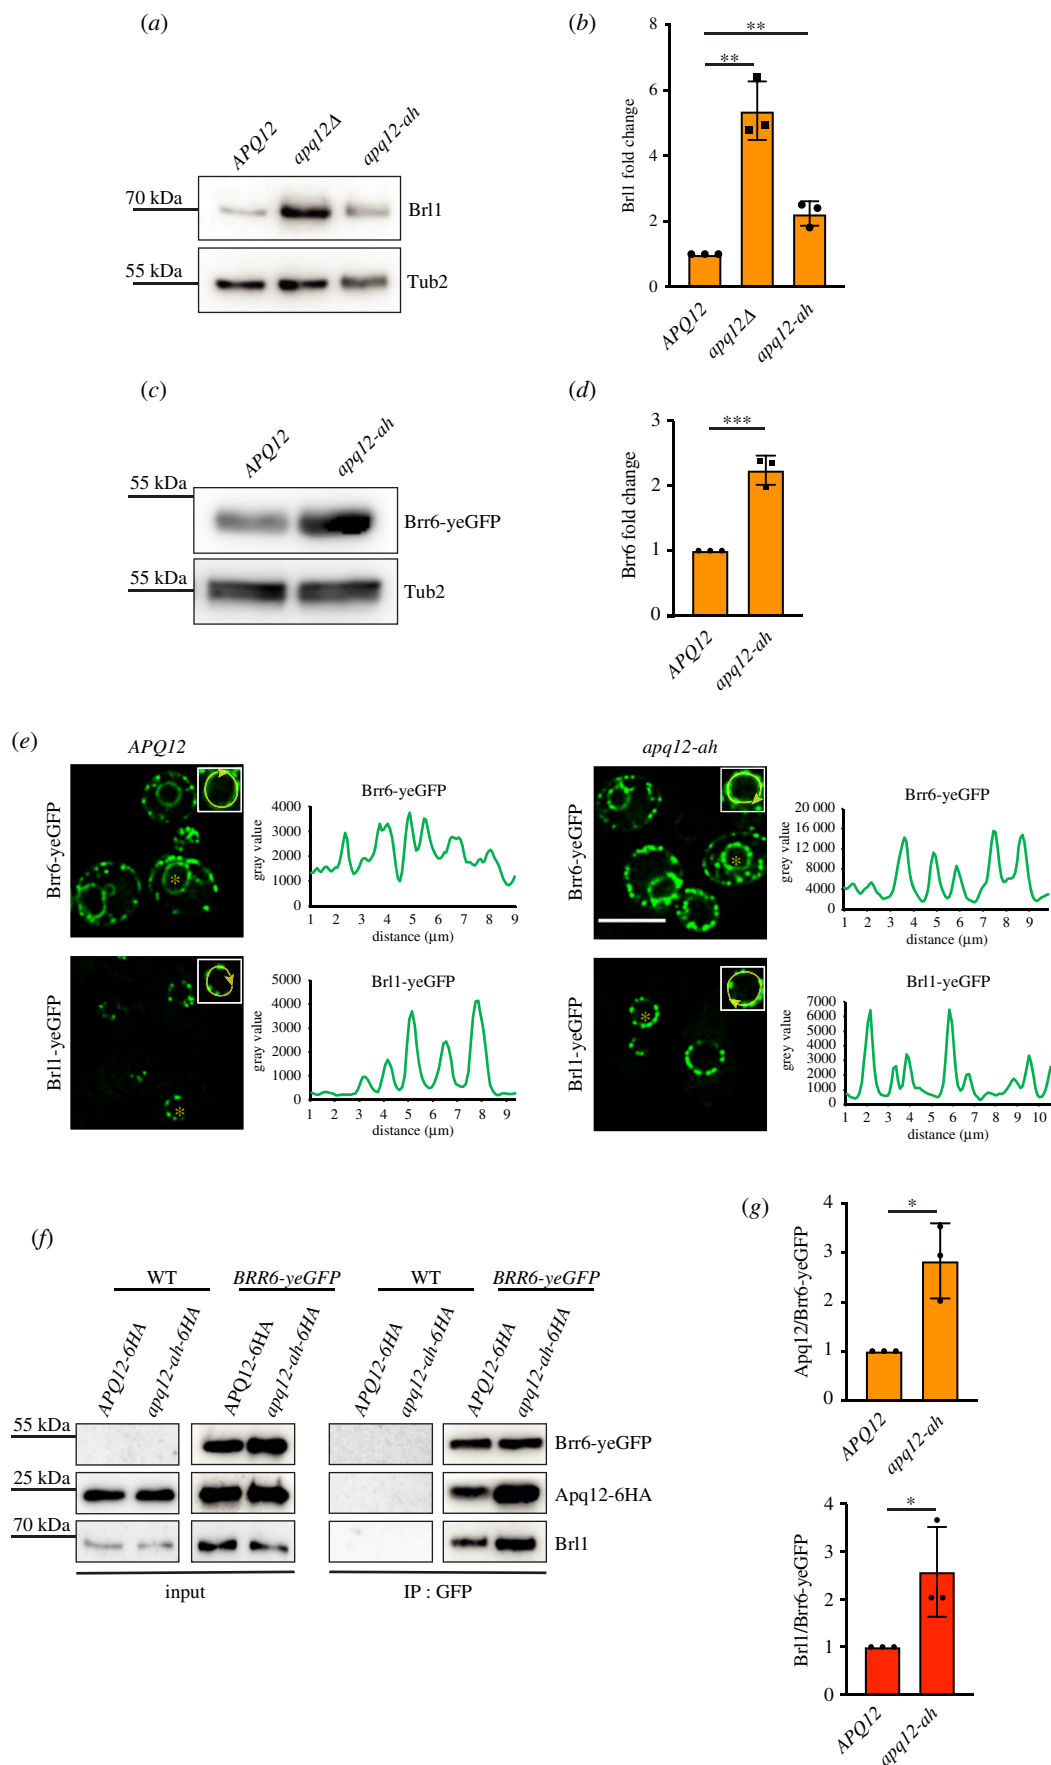 (a)
APQ12 apq12Δ apq12-ah
70 kDa
Brl1
55 kDa
Tub2
(b)
Brl1 fold change
8
6
4
2
0
** 
**
APQ12 apq12Δ apq12-ah
(c)
APQ12 apq12-ah
55 kDa
Brr6-yeGFP
55 kDa
Tub2
(d)
Brr6 fold change
3
2
1
0
***
APQ12 apq12-ah
(e)
APQ12
Brr6-yeGFP
*
Brr6-yeGFP
gray value
4000
3000
2000
1000
0
1 2 3 4 5 6 7 8 9
distance (µm)
Brl1-yeGFP
*
Brl1-yeGFP
gray value
5000
4000
3000
2000
1000
0
1 2 3 4 5 6 7 8 9
distance (µm)
apq12-ah
Brr6-yeGFP
*
Brr6-yeGFP
grey value
20 000
16 000
12 000
8000
4000
0
1 2 3 4 5 6 7 8 9
distance (µm)
Brl1-yeGFP
*
Brl1-yeGFP
grey value
7000
6000
5000
4000
3000
2000
1000
0
1 2 3 4 5 6 7 8 9 10
distance (µm)
(f)
WT BRR6-yeGFP WT BRR6-yeGFP
APQ12-6HA apq12-ah-6HA APQ12-6HA apq12-ah-6HA APQ12-6HA apq12-ah-6HA APQ12-6HA apq12-ah-6HA
55 kDa
Brr6-yeGFP
25 kDa
Apq12-6HA
70 kDa
Brl1
input IP : GFP
(g)
Apq12/Brr6-yeGFP
4
3
2
1
0
*
APQ12 apq12-ah
Brl1/Brr6-yeGFP
4
3
2
1
0
*
APQ12 apq12-ah